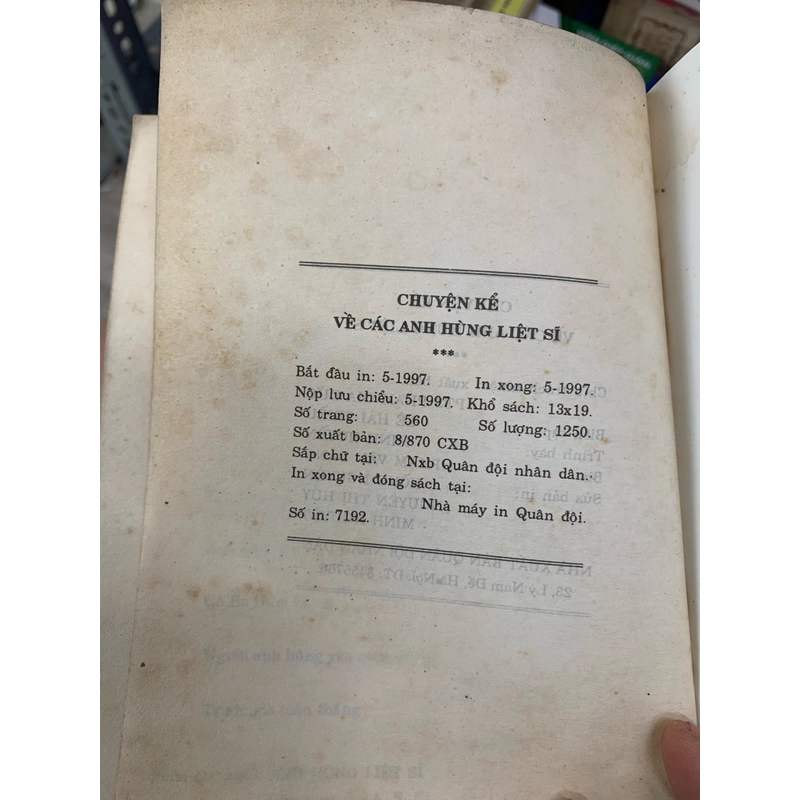 CHUYỆN KỂ
VỀ CÁC ANH HÙNG LIỆT SĨ
***
Bắt đầu in: 5-1997. In xong: 5-1997.
Nộp lưu chiểu: 5-1997. Khổ sách: 13x19.
Số trang: 560 Số lượng: 1250.
Số xuất bản: 8/870 CXB
Sắp chữ tại: Nxb Quân đội nhân dân.
In xong và đóng sách tại:
Nhà máy in Quân đội.
Số in: 7192.